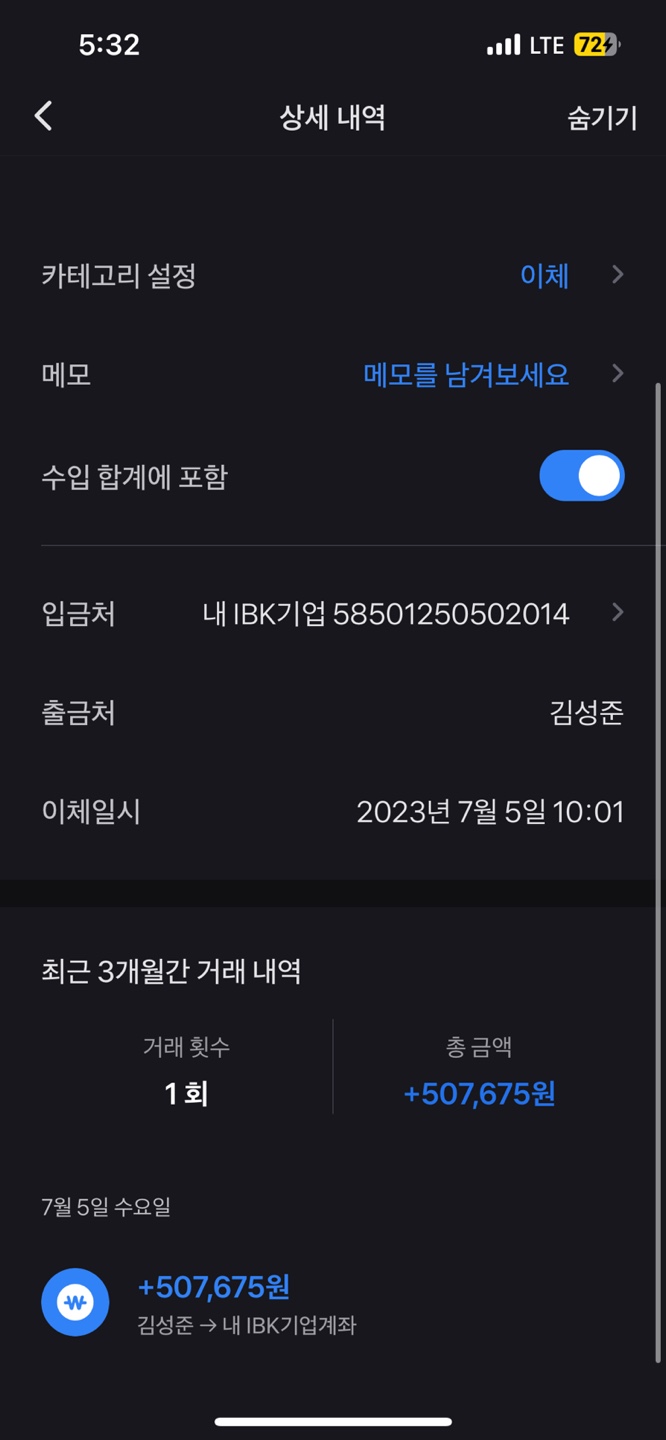 5:32
LTE 72
상세 내역
숨기기
카테고리 설정 이체
메모 메모를 남겨보세요
수입 합계에 포함
입금처 내 IBK기업 58501250502014
출금처 김성준
이체일시 2023년 7월 5일 10:01
최근 3개월간 거래 내역
거래 횟수 총 금액
1회 +507,675원
7월 5일 수요일
+507,675원
김성준 → 내 IBK기업계좌